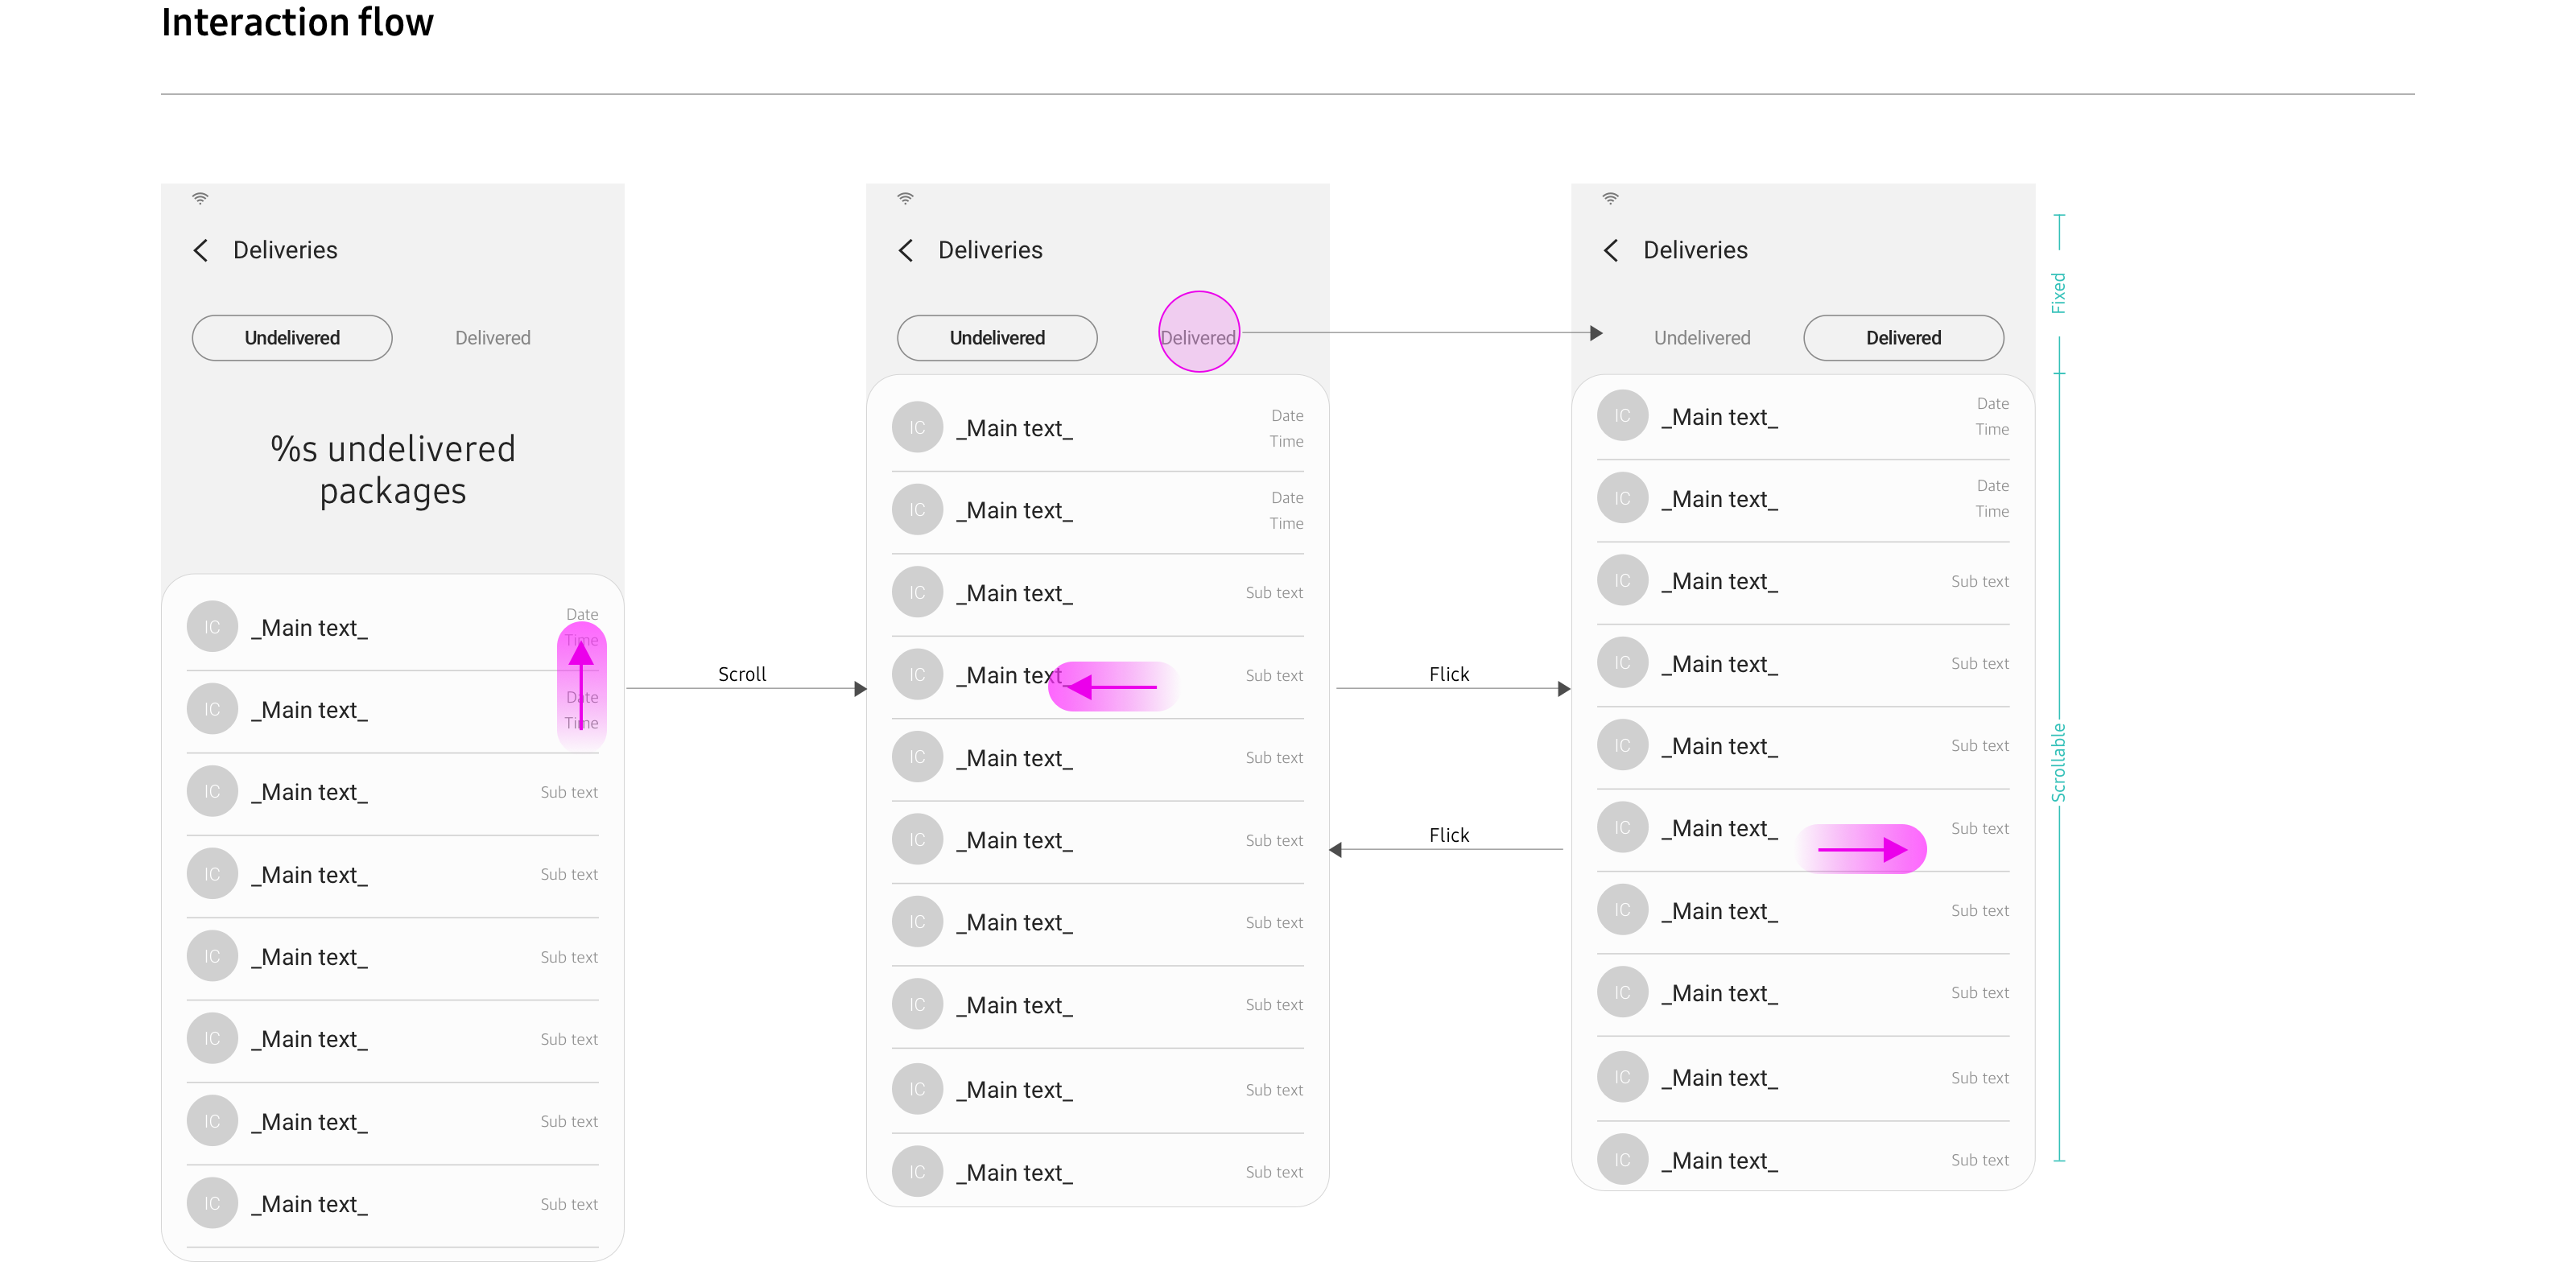 Interaction flow
Deliveries
Undelivered
Delivered
%s undelivered
packages
IC
_Main text_
Date
Time
IC
_Main text_
Date
Time
IC
_Main text_
Sub text
IC
_Main text_
Sub text
IC
_Main text_
Sub text
IC
_Main text_
Sub text
IC
_Main text_
Sub text
IC
_Main text_
Sub text
Scroll
Deliveries
Undelivered
Delivered
IC
_Main text_
Date
Time
IC
_Main text_
Date
Time
IC
_Main text_
Sub text
IC
_Main text_
Sub text
IC
_Main text_
Sub text
IC
_Main text_
Sub text
IC
_Main text_
Sub text
IC
_Main text_
Sub text
IC
_Main text_
Sub text
IC
_Main text_
Sub text
Flick
Flick
Deliveries
Undelivered
Delivered
IC
_Main text_
Date
Time
IC
_Main text_
Date
Time
IC
_Main text_
Sub text
IC
_Main text_
Sub text
IC
_Main text_
Sub text
IC
_Main text_
Sub text
IC
_Main text_
Sub text
IC
_Main text_
Sub text
IC
_Main text_
Sub text
IC
_Main text_
Sub text
Fixed
Scrollable